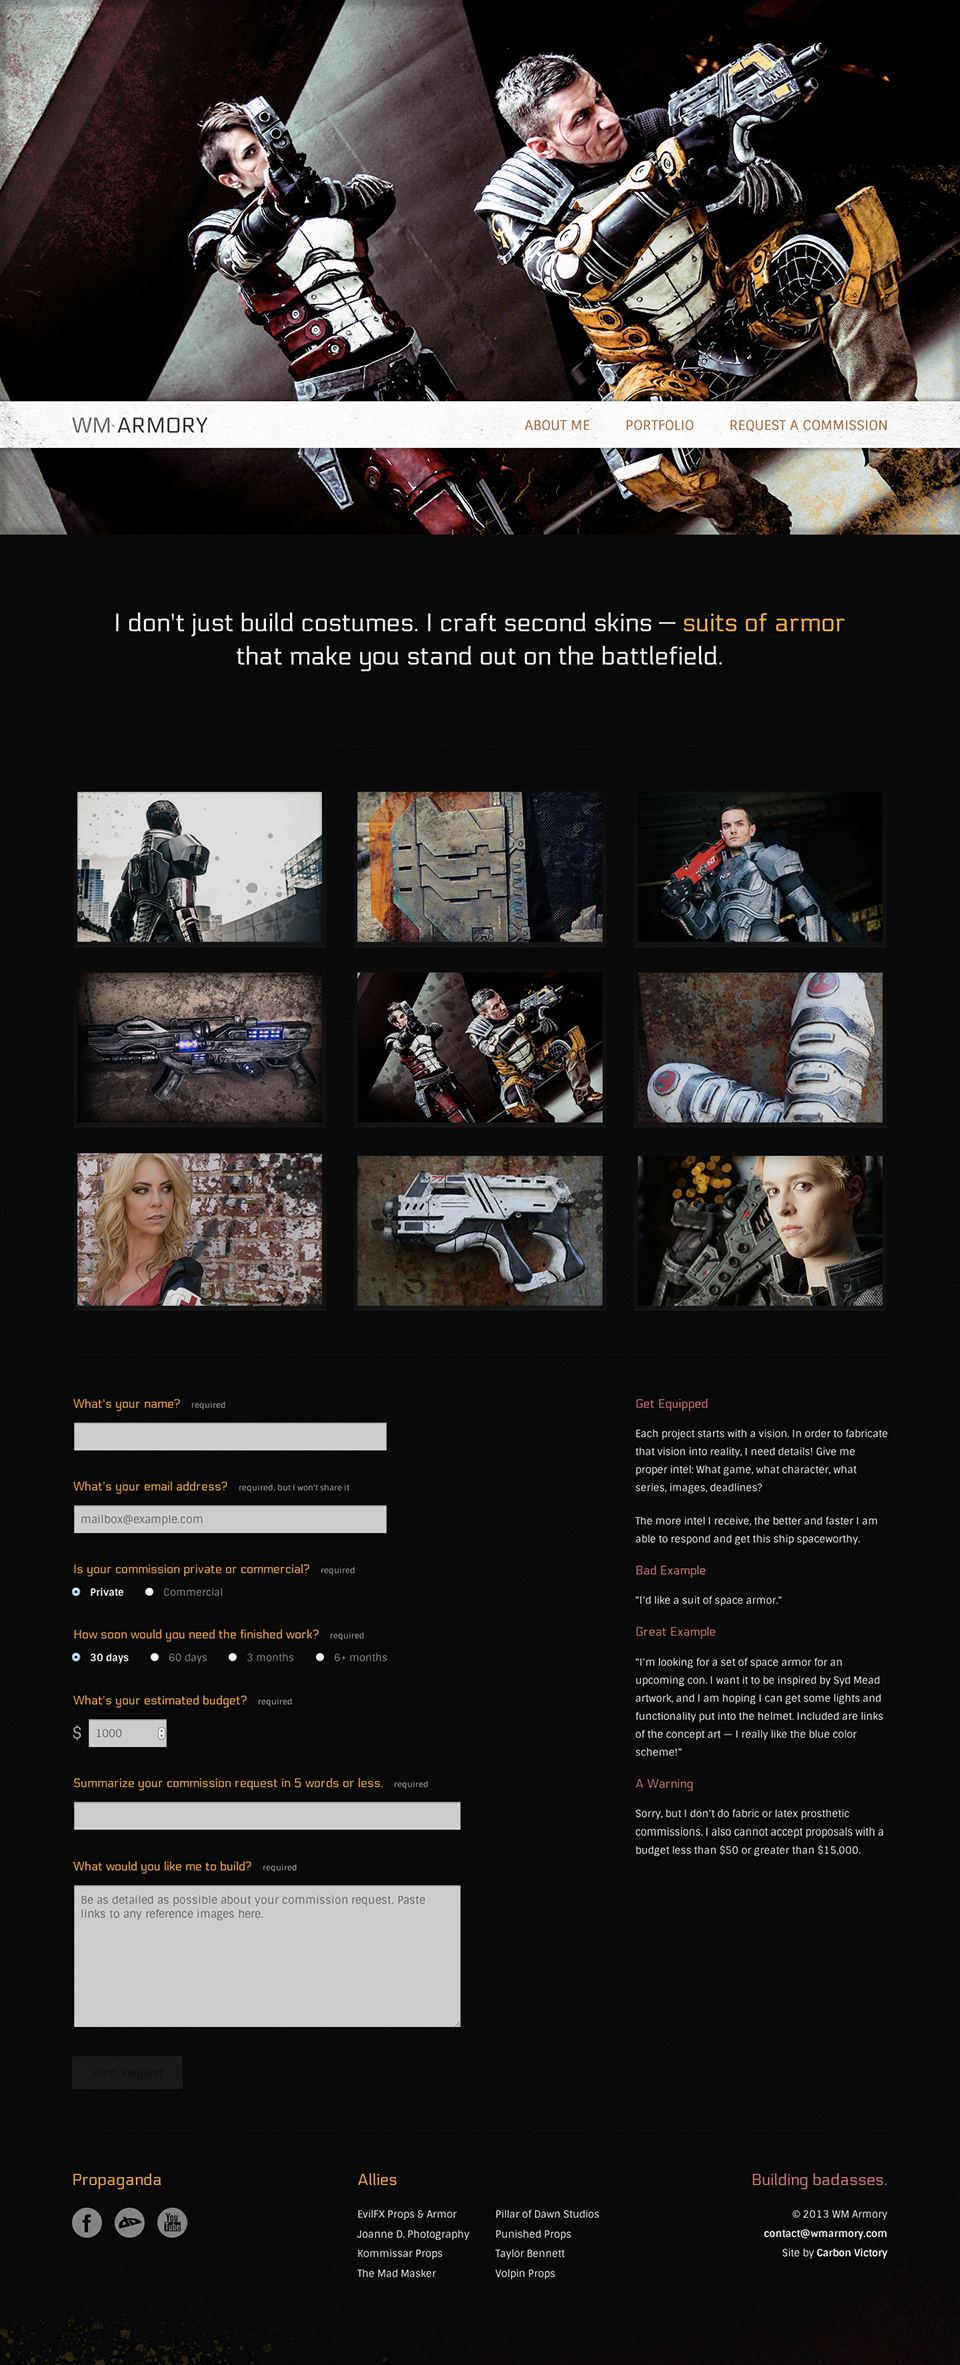 WM·ARMORY
ABOUT ME
PORTFOLIO
REQUEST A COMMISSION
I don't just build costumes. I craft second skins — suits of armor
that make you stand out on the battlefield.
What's your name? required
What's your email address? required, but I won't share it
mailbox@example.com
Is your commission private or commercial? required
Private
Commercial
How soon would you need the finished work? required
30 days
60 days
3 months
6+ months
What's your estimated budget? required
$ 1000
Summarize your commission request in 5 words or less. required
What would you like me to build? required
Be as detailed as possible about your commission request. Paste
links to any reference images here.
Send Request
Get Equipped
Each project starts with a vision. In order to fabricate
that vision into reality, I need details! Give me
proper intel: What game, what character, what
series, images, deadlines?
The more intel I receive, the better and faster I am
able to respond and get this ship spaceworthy.
Bad Example
"I'd like a suit of space armor."
Great Example
"I'm looking for a set of space armor for an
upcoming con. I want it to be inspired by Syd Mead
artwork, and I am hoping I can get some lights and
functionality put into the helmet. Included are links
of the concept art — I really like the blue color
scheme!"
A Warning
Sorry, but I don't do fabric or latex prosthetic
commissions. I also cannot accept proposals with a
budget less than $50 or greater than $15,000.
Propaganda
f
You
Tube
Allies
EvilFX Props & Armor
Joanne D. Photography
Kommissar Props
The Mad Masker
Pillar of Dawn Studios
Punished Props
Taylor Bennett
Volpin Props
Building badasses.
© 2013 WM Armory
contact@wmarmory.com
Site by Carbon Victory